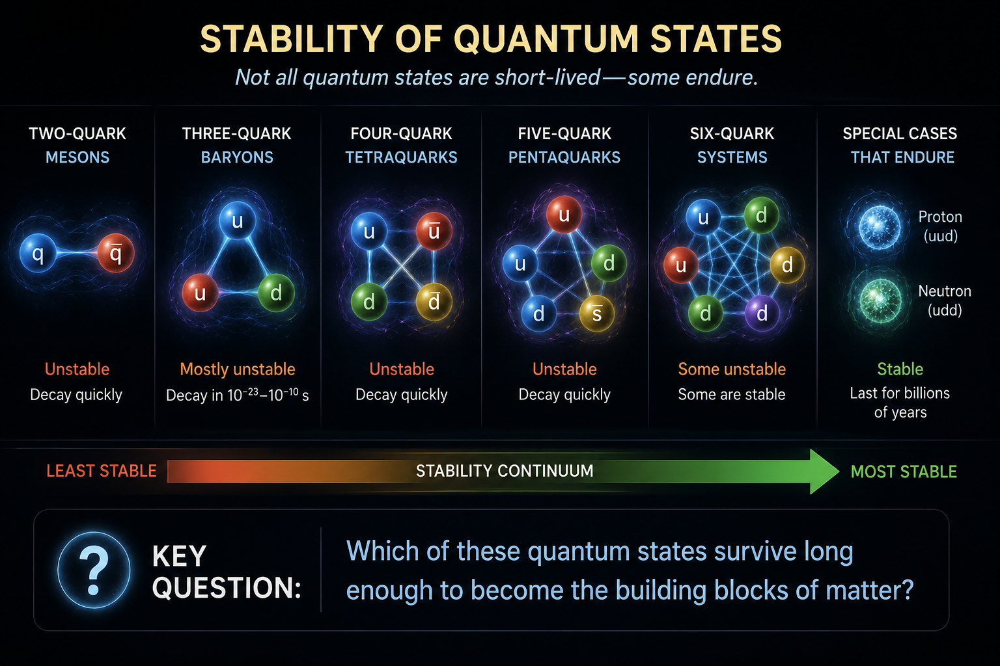 STABILITY OF QUANTUM STATES
Not all quantum states are short-lived—some endure.
TWO-QUARK
MESONS
q
q̅
Unstable
Decay quickly
THREE-QUARK
BARYONS
u
u
d
Mostly unstable
Decay in 10⁻²³–10⁻¹⁰ s
FOUR-QUARK
TETRAQUARKS
u
u̅
d
d̅
Unstable
Decay quickly
FIVE-QUARK
PENTAQUARKS
u
u
d
d
s̅
Unstable
Decay quickly
SIX-QUARK
SYSTEMS
u
d
u
d
d
d
Some unstable
Some are stable
SPECIAL CASES
THAT ENDURE
Proton
(uud)
Neutron
(udd)
Stable
Last for billions
of years
LEAST STABLE
STABILITY CONTINUUM
MOST STABLE
?
KEY
QUESTION:
Which of these quantum states survive long
enough to become the building blocks of matter?